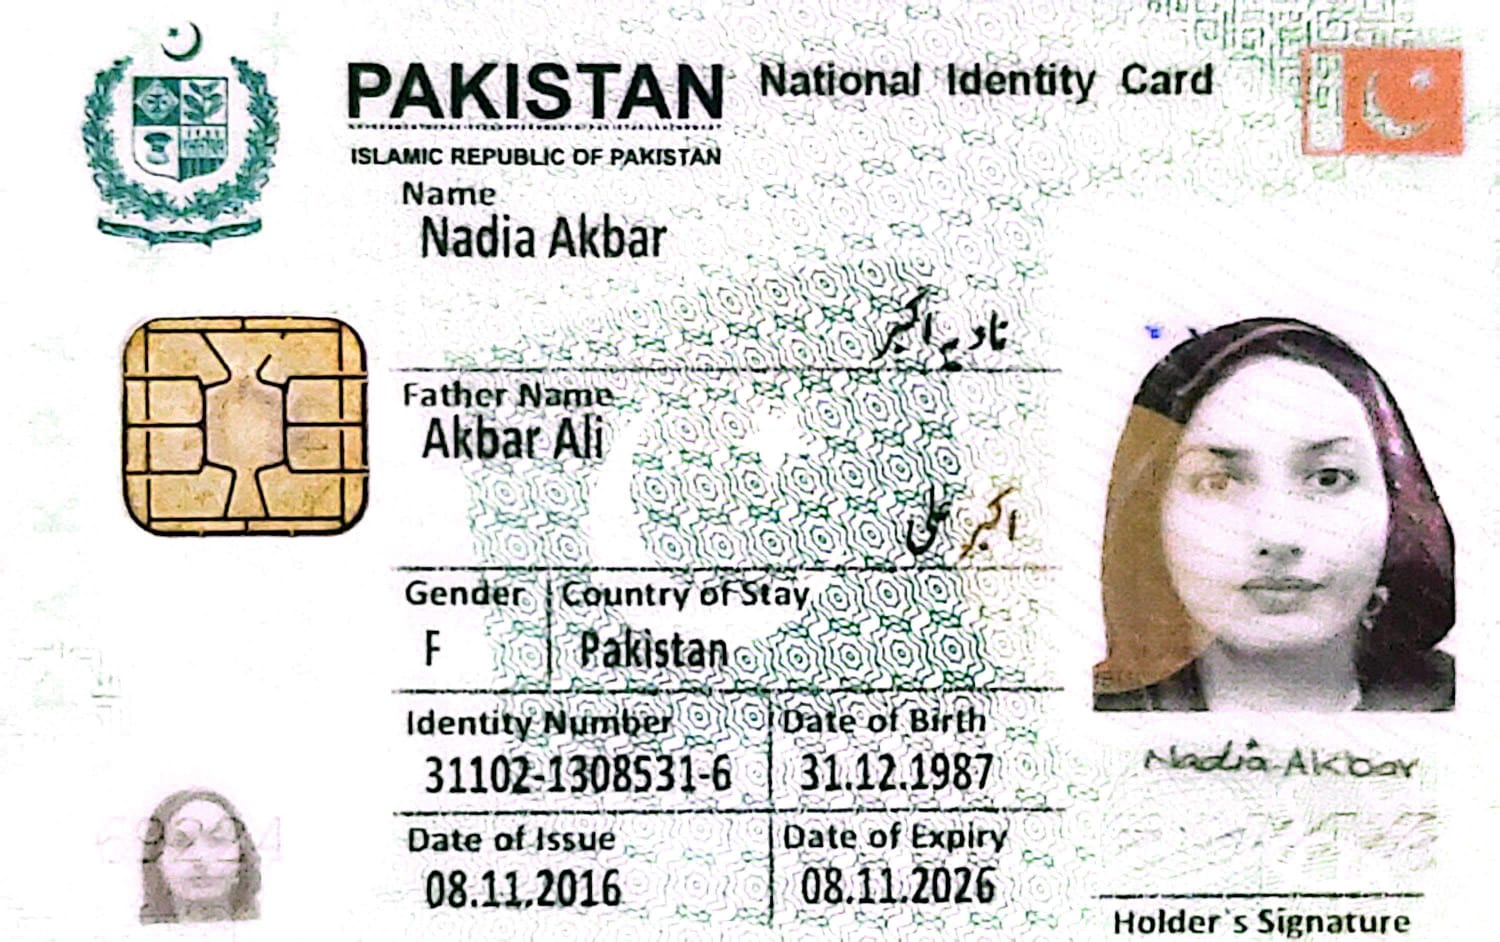 PAKISTAN National Identity Card
ISLAMIC REPUBLIC OF PAKISTAN
Name
Nadia Akbar
نادیہ اکبر
Father Name
Akbar Ali
اکبر علی
Gender Country of Stay
F Pakistan
Identity Number Date of Birth
31102-1308531-6 31.12.1987
Date of Issue Date of Expiry
08.11.2016 08.11.2026
Nadia Akbar
Holder's Signature